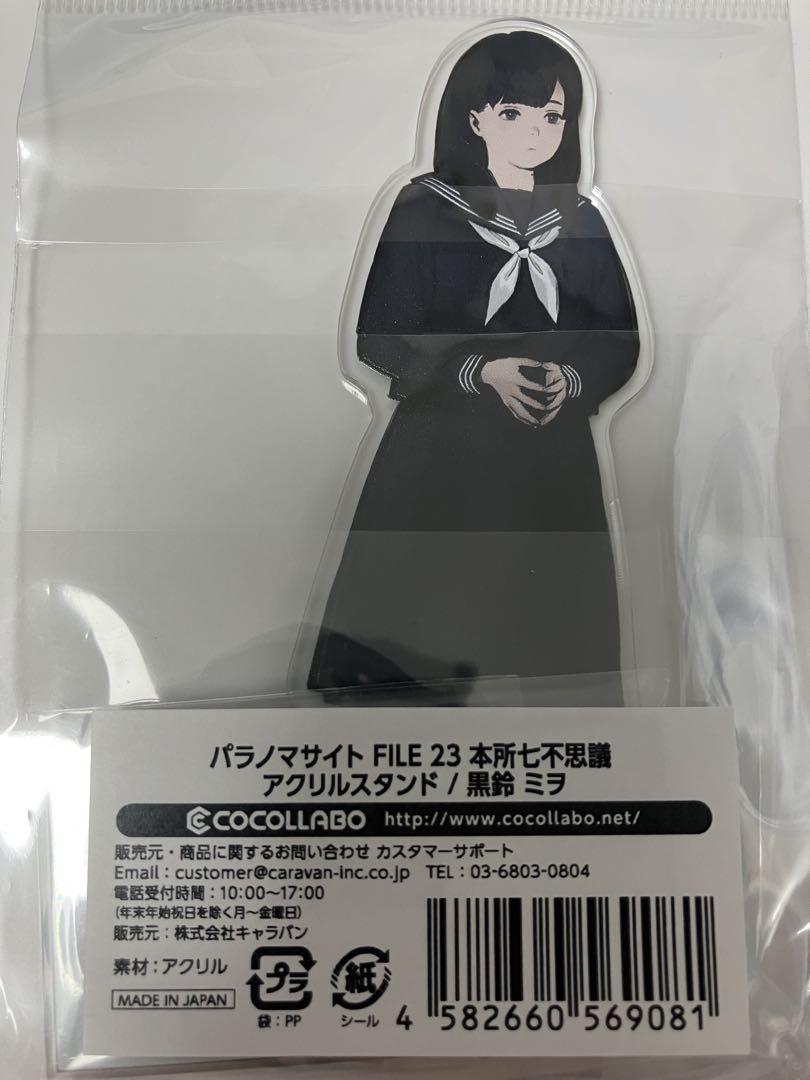 パラノマサイト FILE 23 本所七不思議
アクリルスタンド / 黒鈴 ミヲ
COCOLLABO http://www.cocollabo.net/
販売元・商品に関するお問い合わせ カスタマーサポート
Email：customer@caravan-inc.co.jp TEL：03-6803-0804
電話受付時間：10:00～17:00
(年末年始祝日を除く月～金曜日)
販売元：株式会社キャラバン
素材：アクリル
MADE IN JAPAN
プラ
袋：PP
紙
シール
4 582660 569081